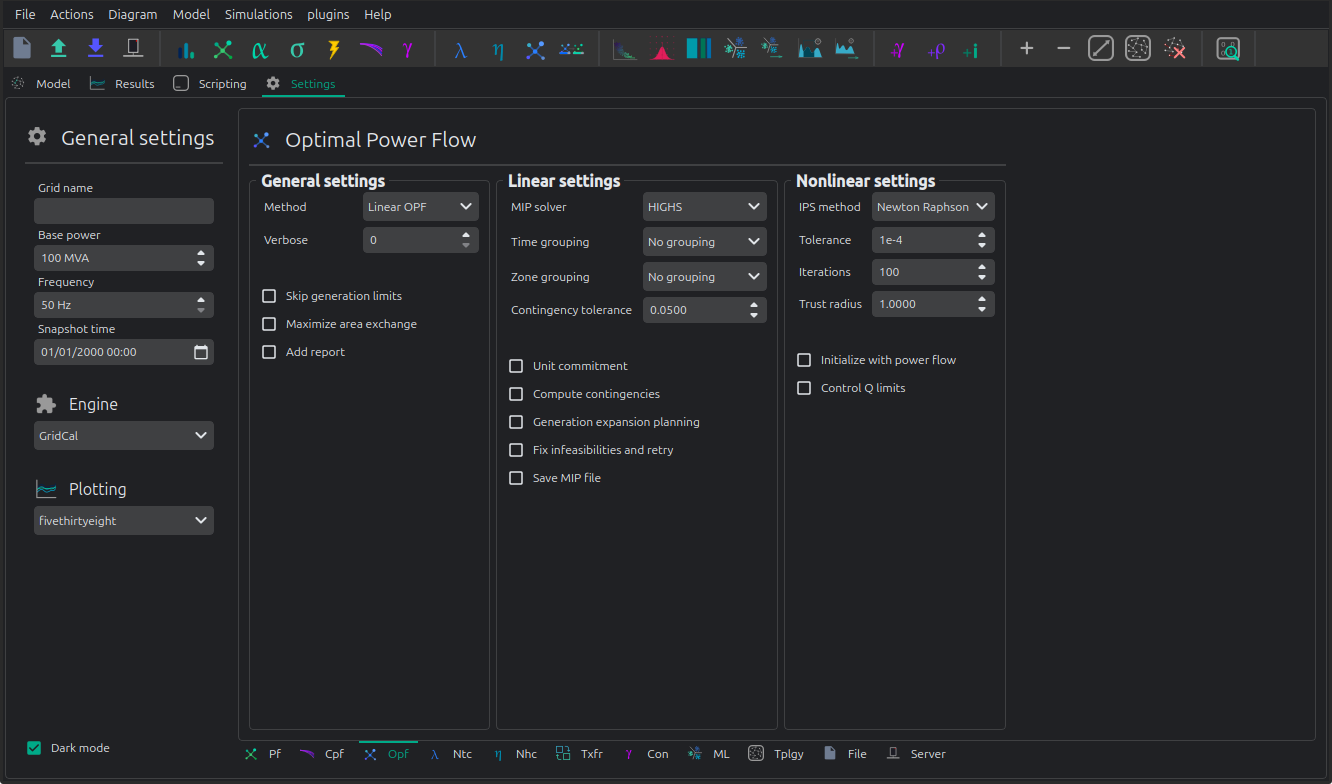 File Actions Diagram Model Simulations plugins Help
α σ γ λ η +γ +ρ +i
Model Results Scripting Settings
General settings
Grid name
Base power
100 MVA
Frequency
50 Hz
Snapshot time
01/01/2000 00:00
Engine
GridCal
Plotting
fivethirtyeight
Dark mode
Optimal Power Flow
General settings
Method Linear OPF
Verbose 0
Skip generation limits
Maximize area exchange
Add report
Linear settings
MIP solver HIGHS
Time grouping No grouping
Zone grouping No grouping
Contingency tolerance 0.0500
Unit commitment
Compute contingencies
Generation expansion planning
Fix infeasibilities and retry
Save MIP file
Nonlinear settings
IPS method Newton Raphson
Tolerance 1e-4
Iterations 100
Trust radius 1.0000
Initialize with power flow
Control Q limits
Pf Cpf Opf λ Ntc η Nhc Txfr γ Con ML Tplgy File Server